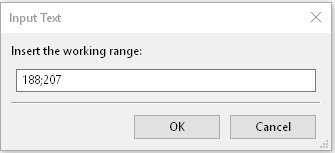 Input Text
Insert the working range:
188;207
OK
Cancel